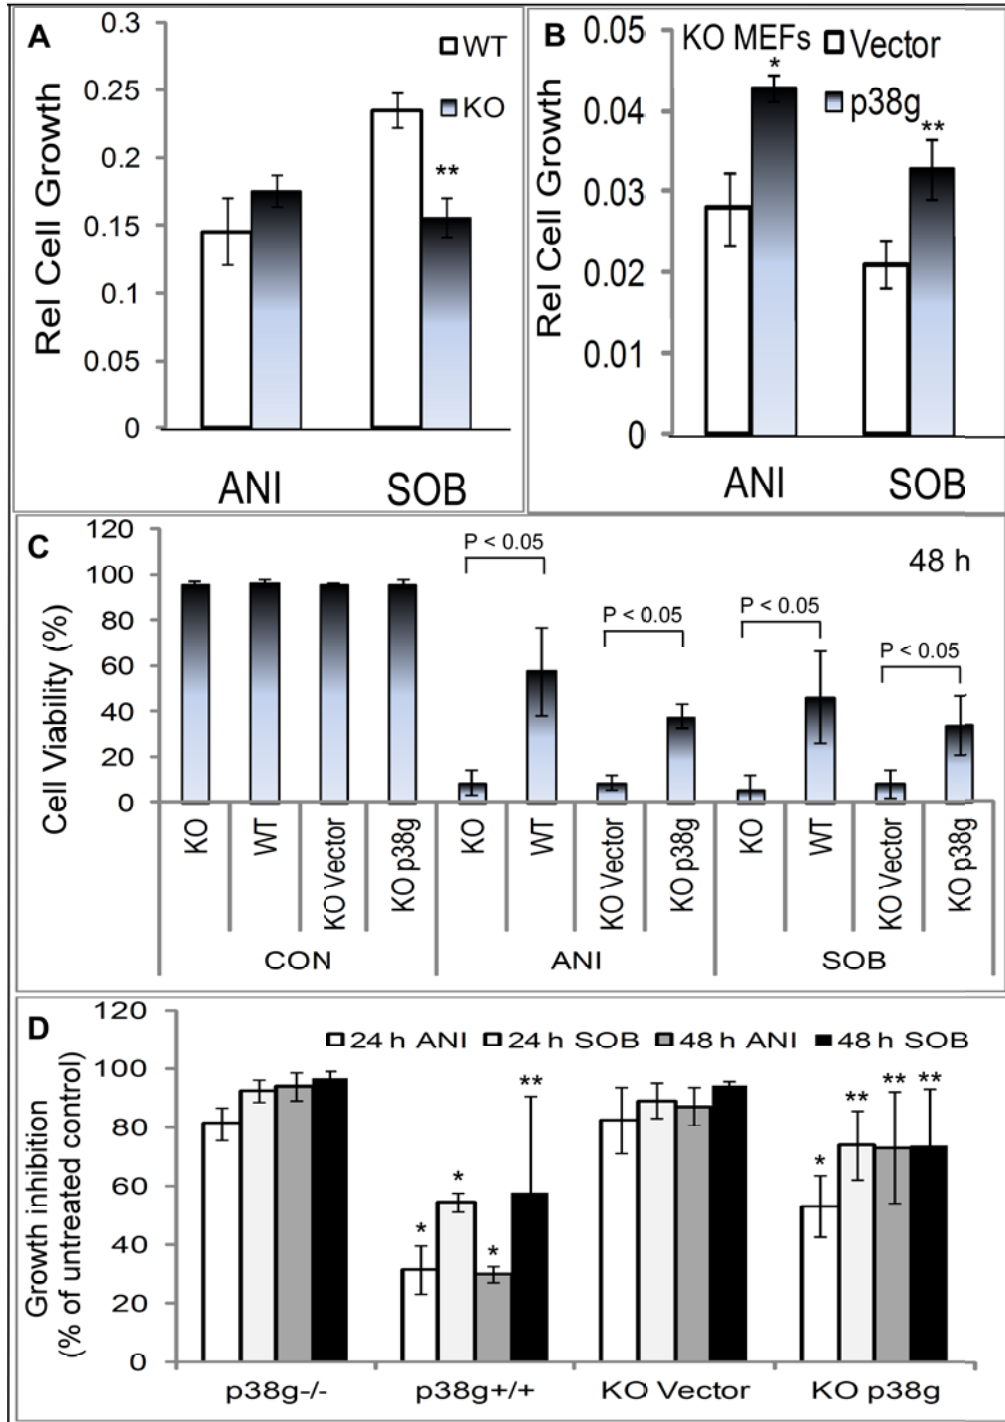 A
Rel Cell Growth
0.3
0.25
0.2
0.15
0.1
0.05
0
WT
KO
**
ANI
SOB
B
Rel Cell Growth
0.05
0.04
0.03
0.02
0.01
0
KO MEFs
Vector
p38g
*
**
ANI
SOB
C
Cell Viability (%)
120
100
80
60
40
20
0
48 h
P < 0.05
P < 0.05
P < 0.05
P < 0.05
KO
WT
KO Vector
KO p38g
KO
WT
KO Vector
KO p38g
KO
WT
KO Vector
KO p38g
CON
ANI
SOB
D
Growth inhibition
(% of untreated control)
120
100
80
60
40
20
0
24 h ANI
24 h SOB
48 h ANI
48 h SOB
*
*
*
**
*
**
**
**
p38g-/-
p38g+/+
KO Vector
KO p38g